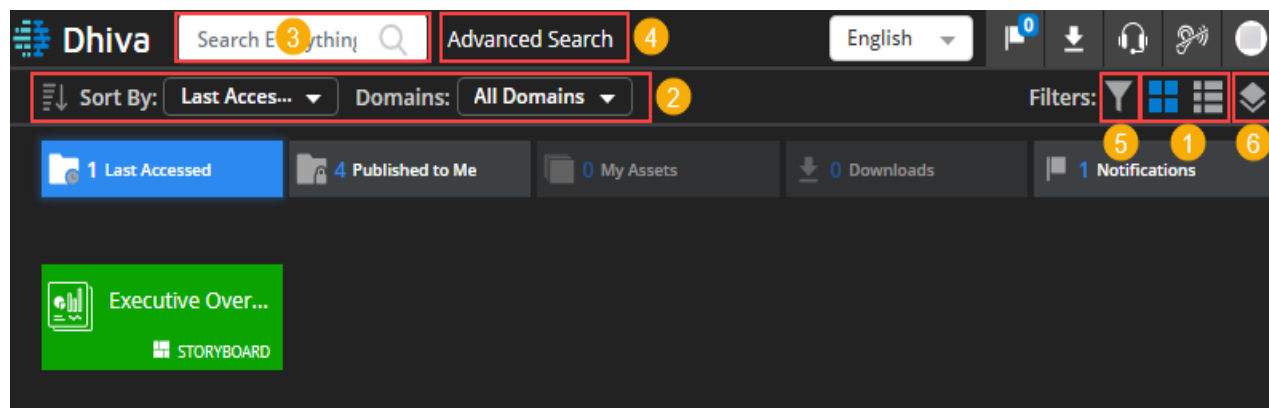 Dhiva Search E 3 ything Advanced Search 4 English 0
Sort By: Last Acces... Domains: All Domains 2 Filters:
5 1 6
1 Last Accessed 4 Published to Me 0 My Assets 0 Downloads 1 Notifications
Executive Over...
STORYBOARD